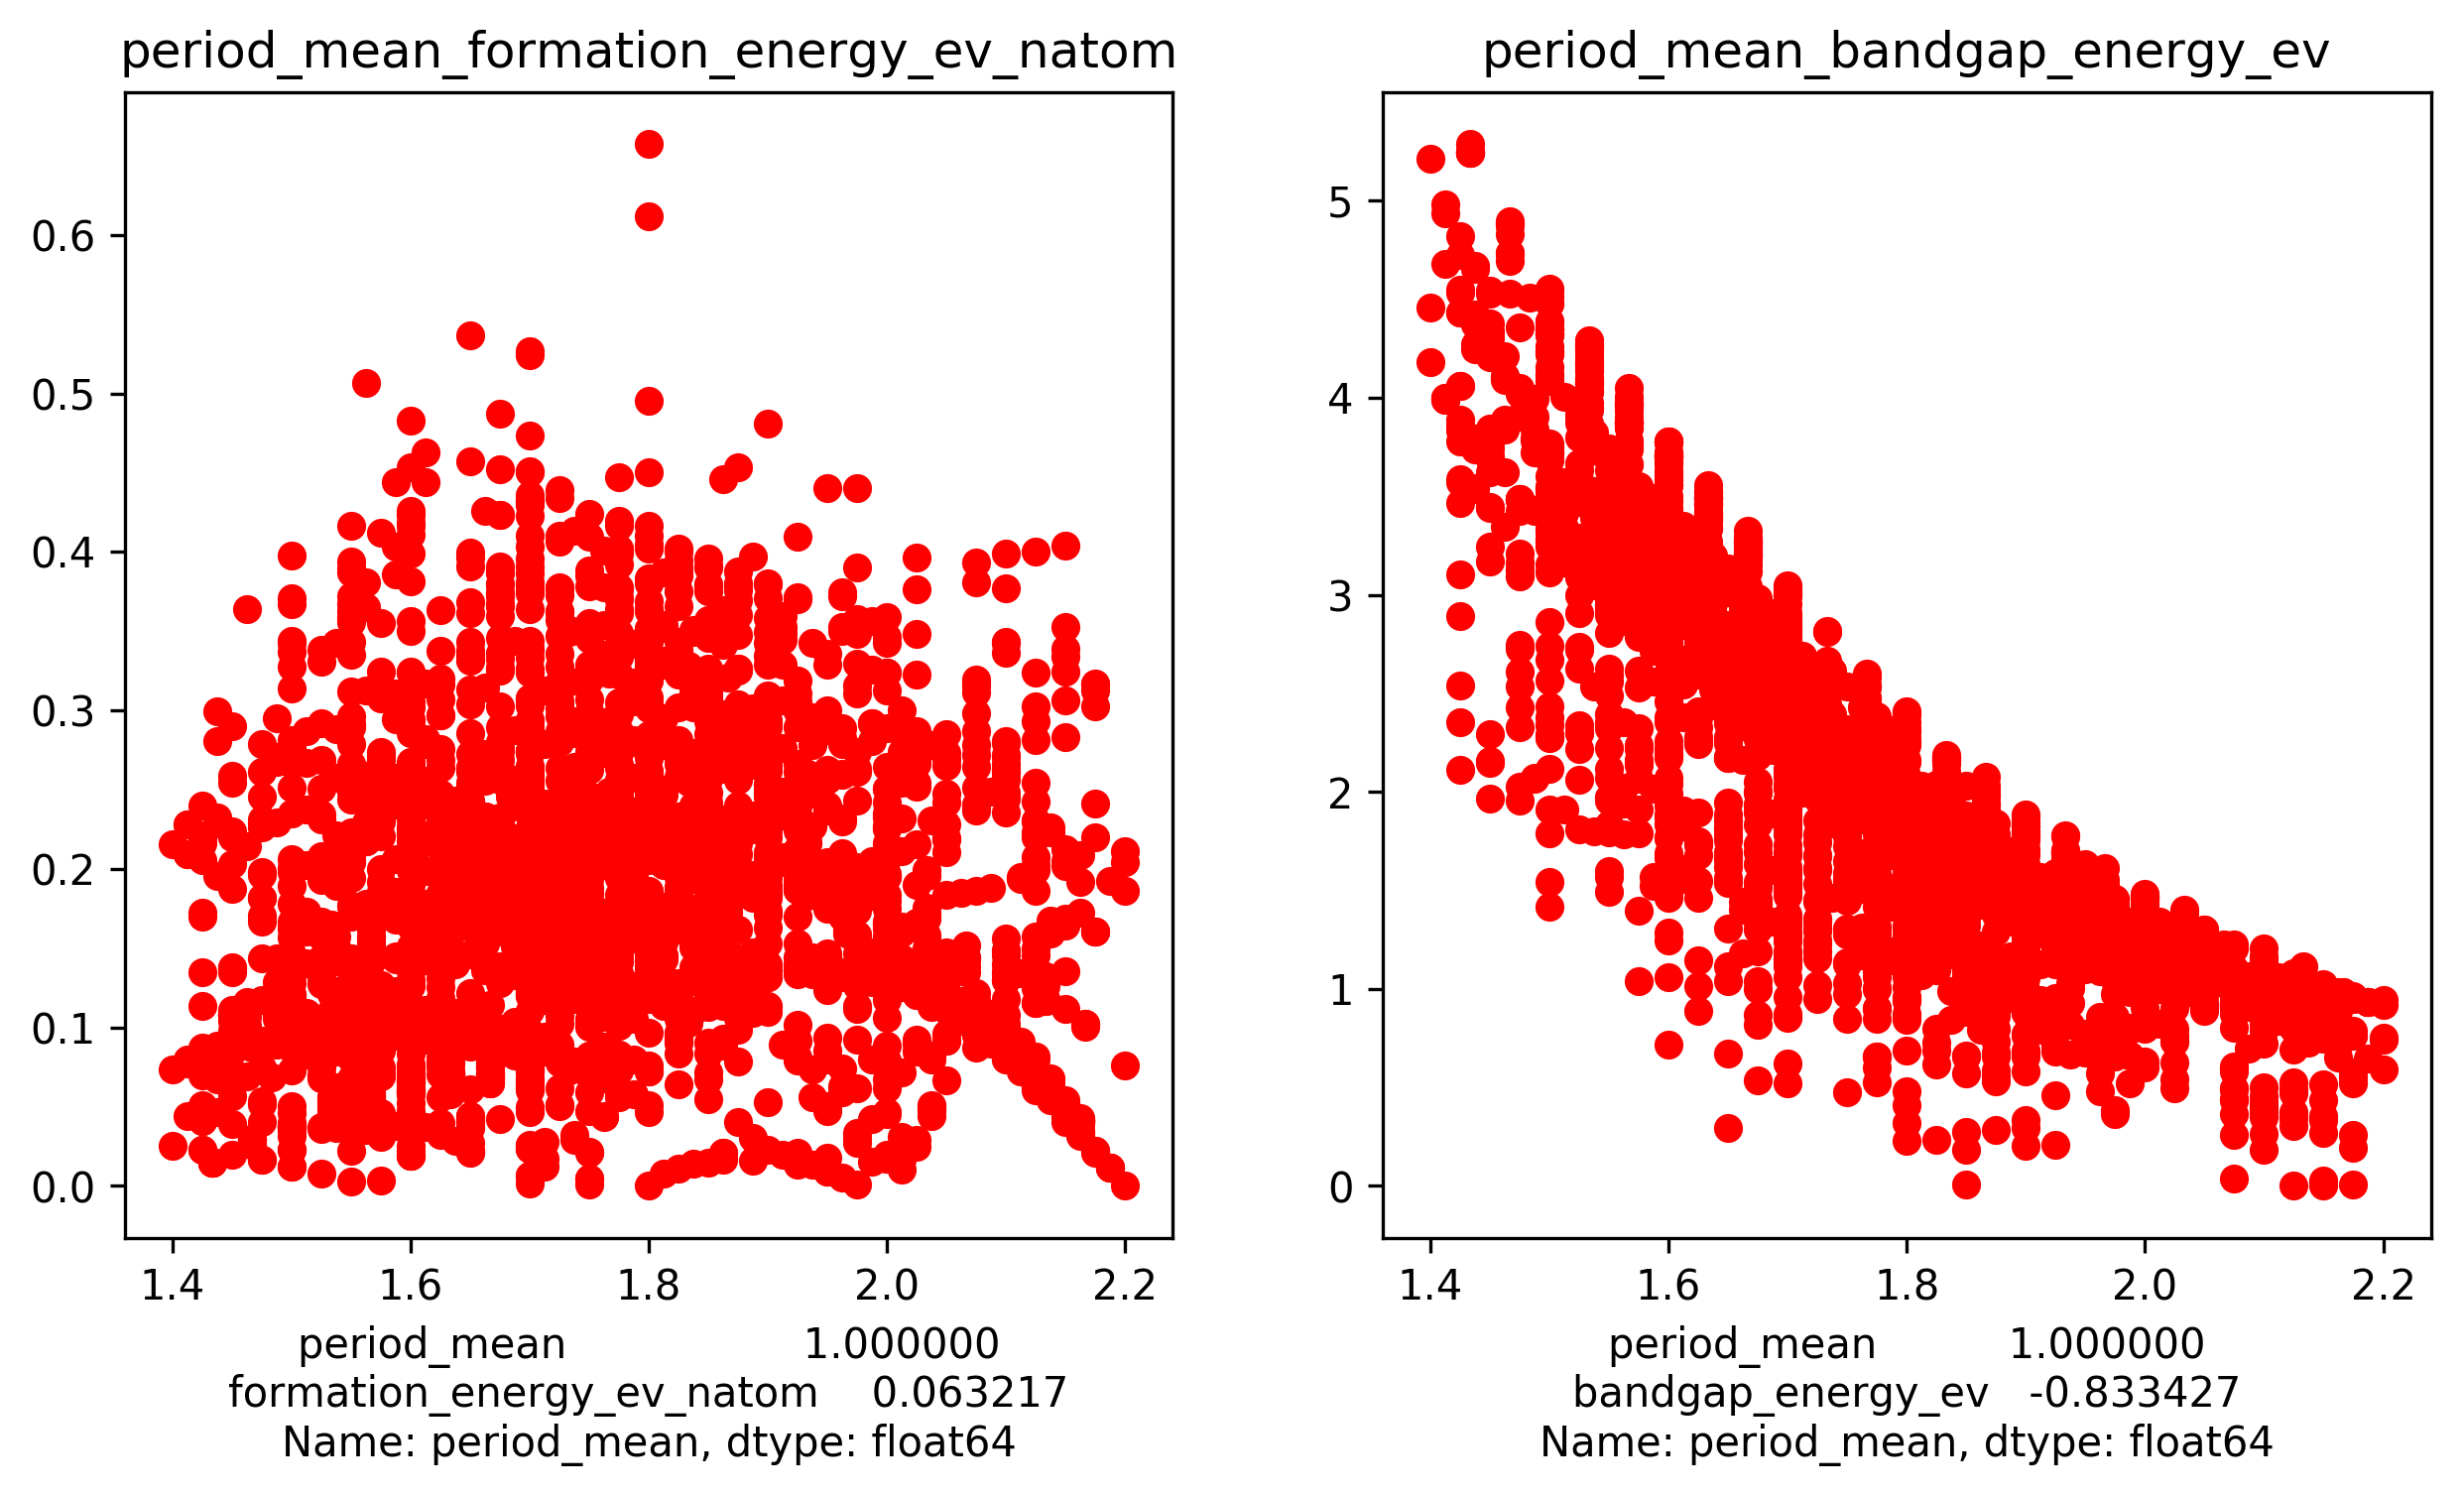 period_mean_formation_energy_ev_natom
0.6
0.5
0.4
0.3
0.2
0.1
0.0
1.4 1.6 1.8 2.0 2.2
period_mean 1.000000
formation_energy_ev_natom 0.063217
Name: period_mean, dtype: float64
period_mean_bandgap_energy_ev
5
4
3
2
1
0
1.4 1.6 1.8 2.0 2.2
period_mean 1.000000
bandgap_energy_ev -0.833427
Name: period_mean, dtype: float64